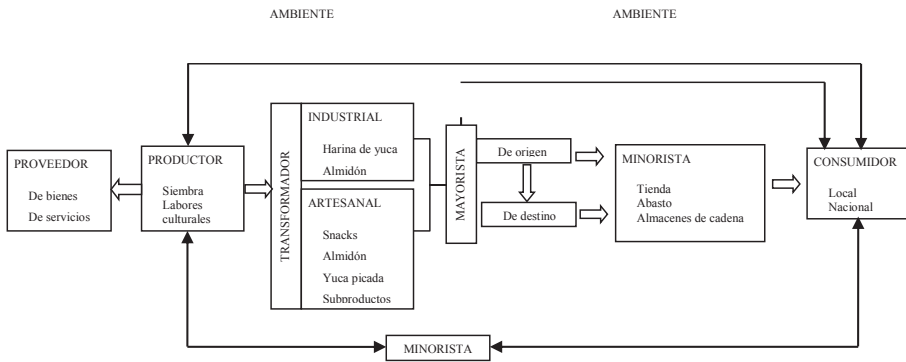 AMBIENTE AMBIENTE
PROVEEDOR
De bienes
De servicios
PRODUCTOR
Siembra
Labores
culturales
TRANSFORMADOR
INDUSTRIAL
Harina de yuca
Almidón
ARTESANAL
Snacks
Almidón
Yuca picada
Subproductos
MAYORISTA
De origen
De destino
MINORISTA
Tienda
Abasto
Almacenes de cadena
CONSUMIDOR
Local
Nacional
MINORISTA